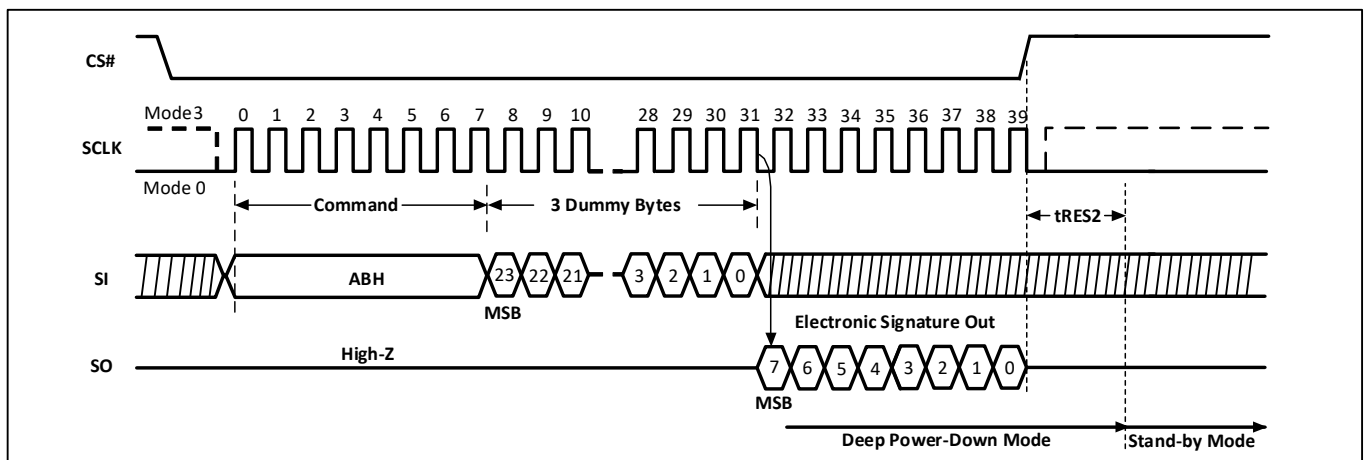 CS#
Mode3
0 1 2 3 4 5 6 7 8 9 10 28 29 30 31 32 33 34 35 36 37 38 39
SCLK
Mode 0
Command
3 Dummy Bytes
tRES2
SI
ABH
23 22 21 3 2 1 0
MSB
Electronic Signature Out
High-Z
SO
7 6 5 4 3 2 1 0
MSB
Deep Power-Down Mode
Stand-by Mode